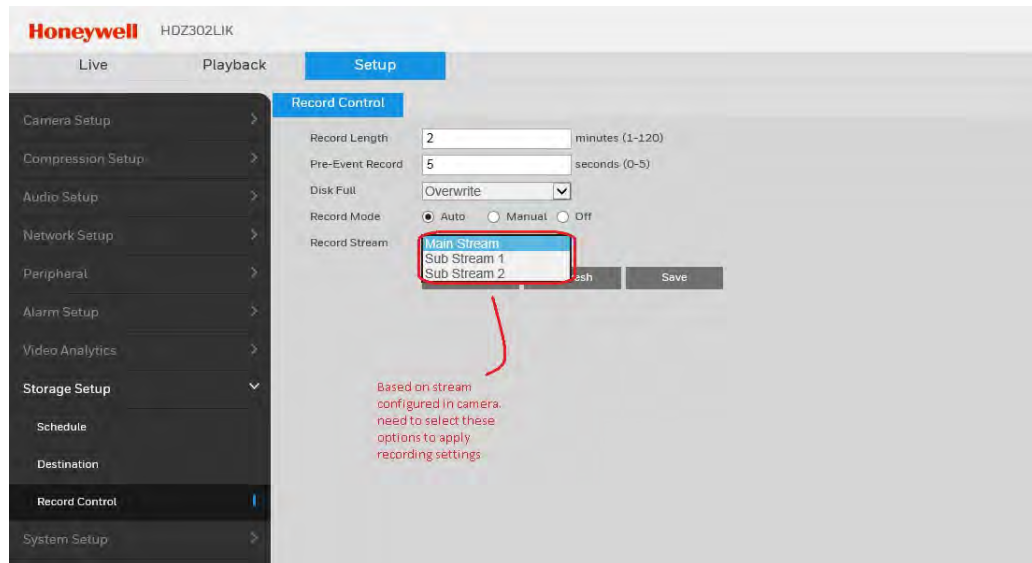 Honeywell HDZ302LIK
Live Playback Setup
Record Control
Camera Setup
Compression Setup
Audio Setup
Network Setup
Peripheral
Alarm Setup
Video Analytics
Storage Setup
Schedule
Destination
Record Control
System Setup
Record Length 2 minutes (1-120)
Pre-Event Record 5 seconds (0-5)
Disk Full Overwrite
Record Mode Auto Manual Off
Record Stream Main Stream
Sub Stream 1
Sub Stream 2
esh Save
Based on stream
configured in camera.
need to select these
options to apply
recording settings